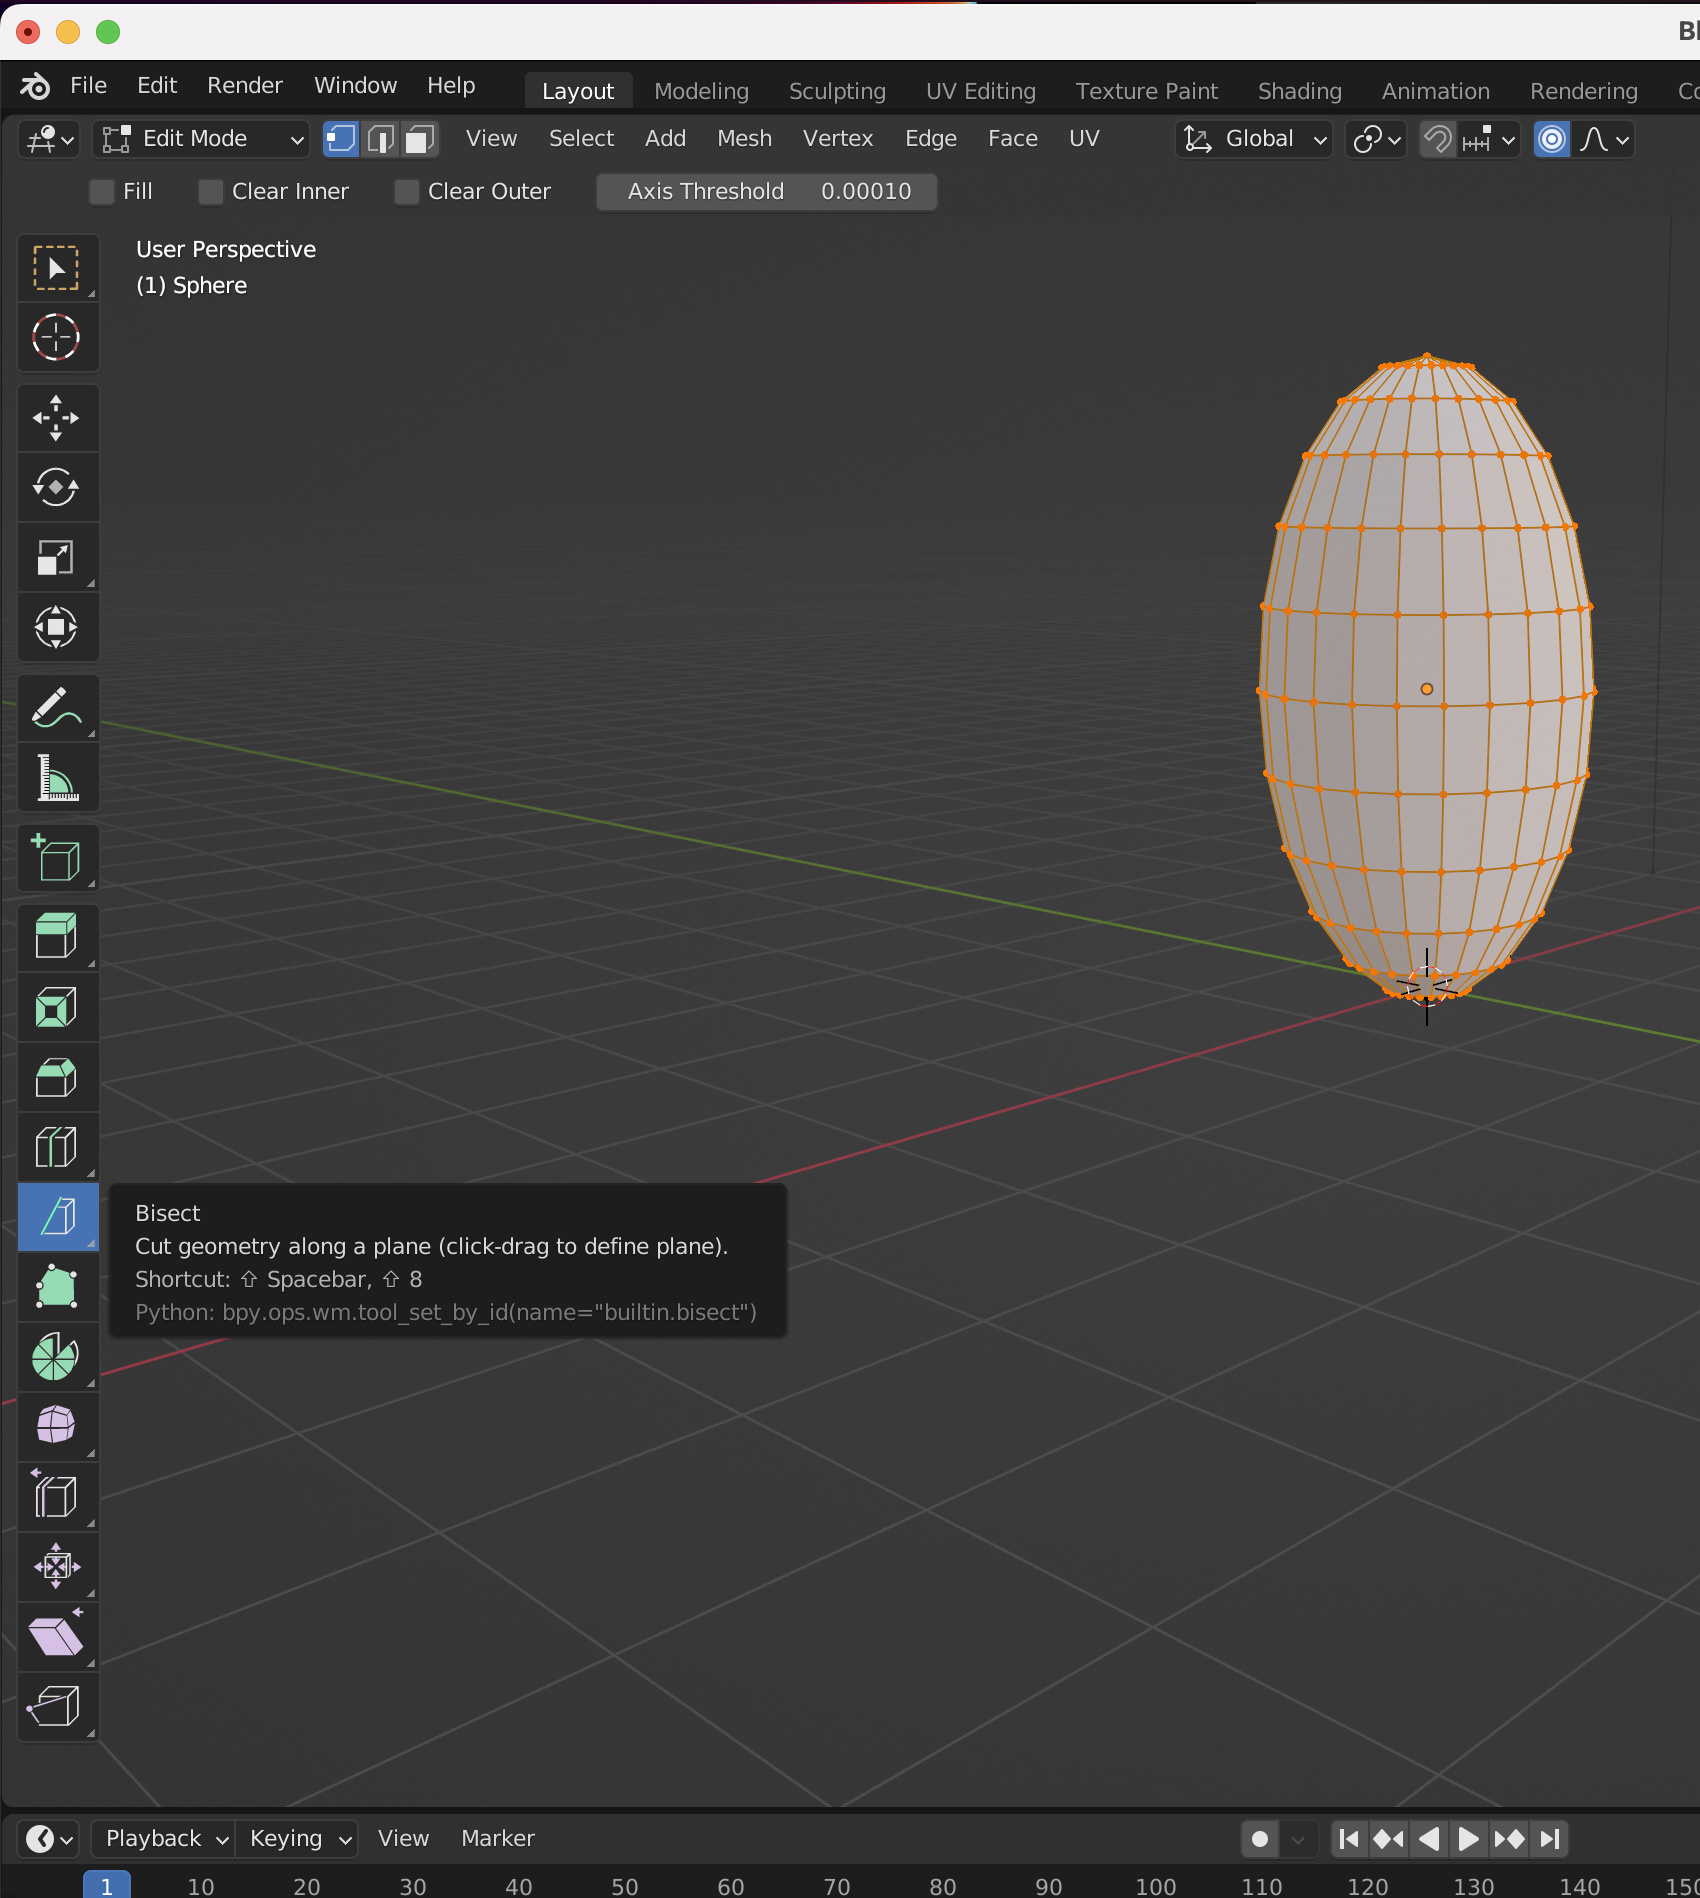 File Edit Render Window Help Layout Modeling Sculpting UV Editing Texture Paint Shading Animation Rendering
Edit Mode View Select Add Mesh Vertex Edge Face UV Global
Fill Clear Inner Clear Outer Axis Threshold 0.00010
User Perspective
(1) Sphere
Bisect
Cut geometry along a plane (click-drag to define plane).
Shortcut: ⇧ Spacebar, ⇧ 8
Python: bpy.ops.wm.tool_set_by_id(name="builtin.bisect")
Playback Keying View Marker
1 10 20 30 40 50 60 70 80 90 100 110 120 130 140